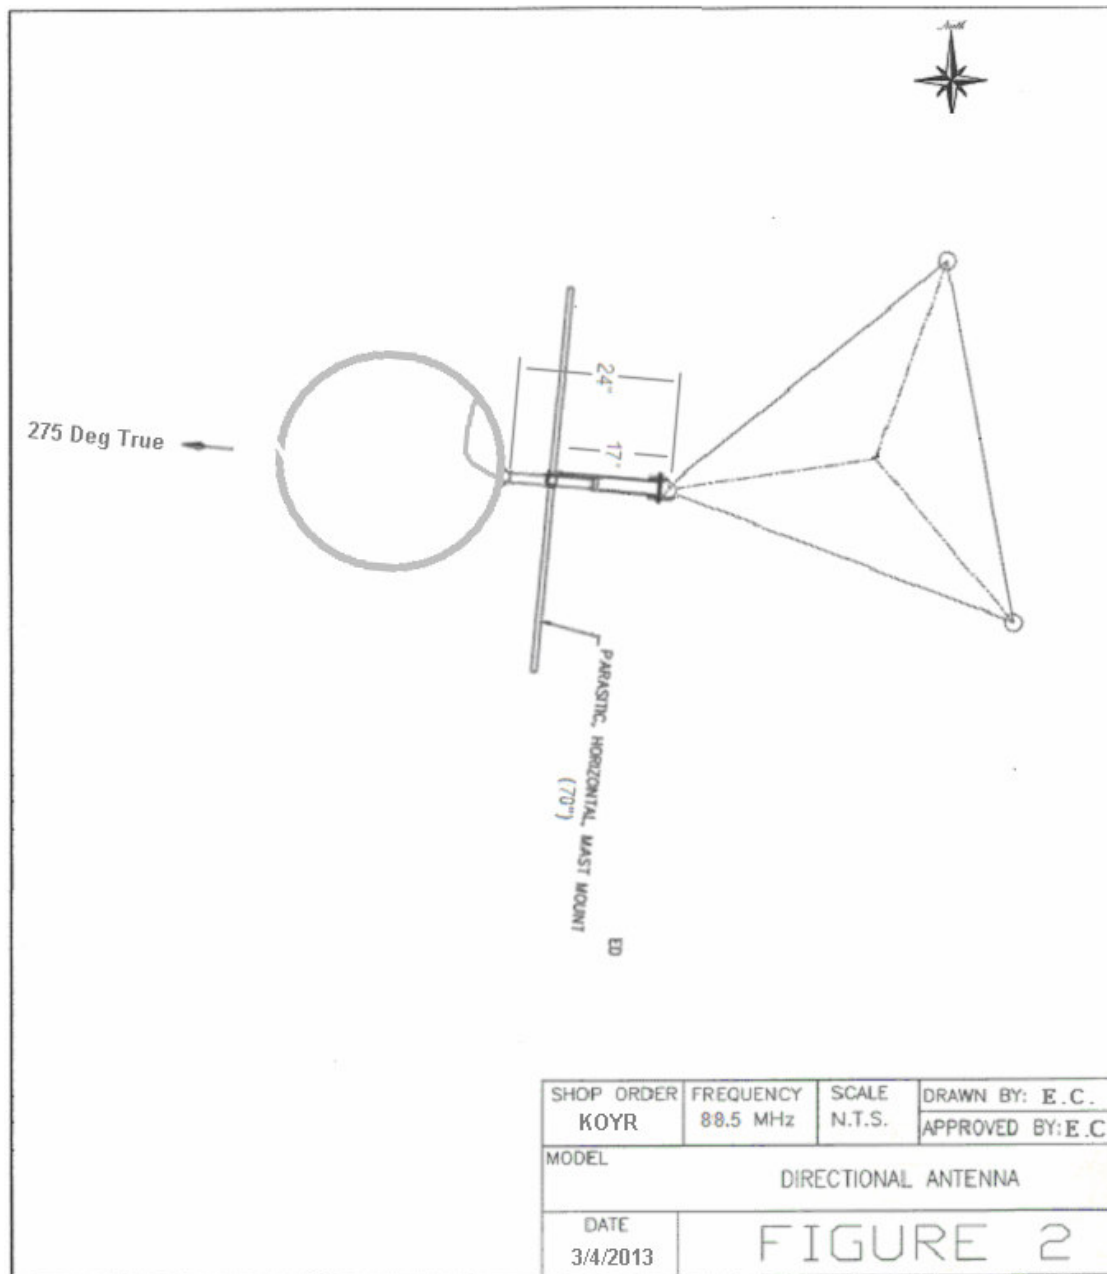 North
275 Deg True
24"
17"
PARASITIC, HORIZONTAL, MAST MOUNT
(70")
ED
SHOP ORDER
KOYR
FREQUENCY
88.5 MHz
SCALE
N.T.S.
DRAWN BY: E.C.
APPROVED BY: E.C
MODEL
DIRECTIONAL ANTENNA
DATE
3/4/2013
FIGURE 2